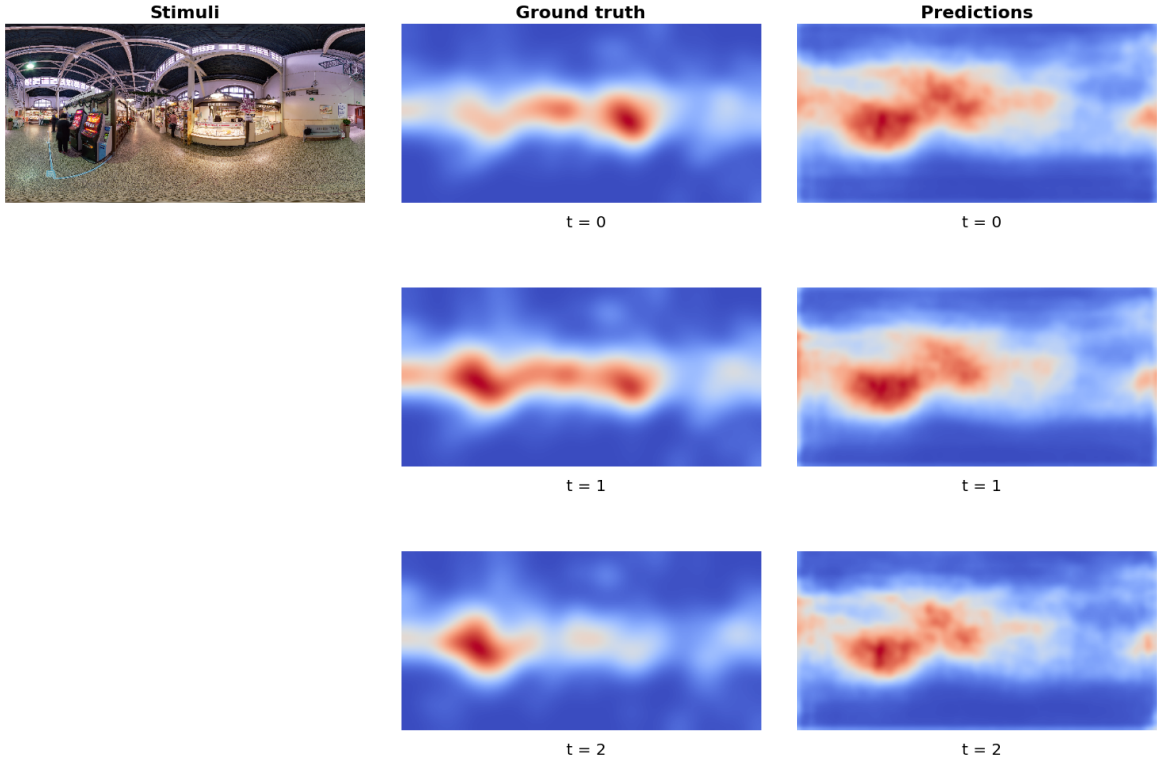 Stimuli
Ground truth
Predictions
t = 0
t = 0
t = 1
t = 1
t = 2
t = 2